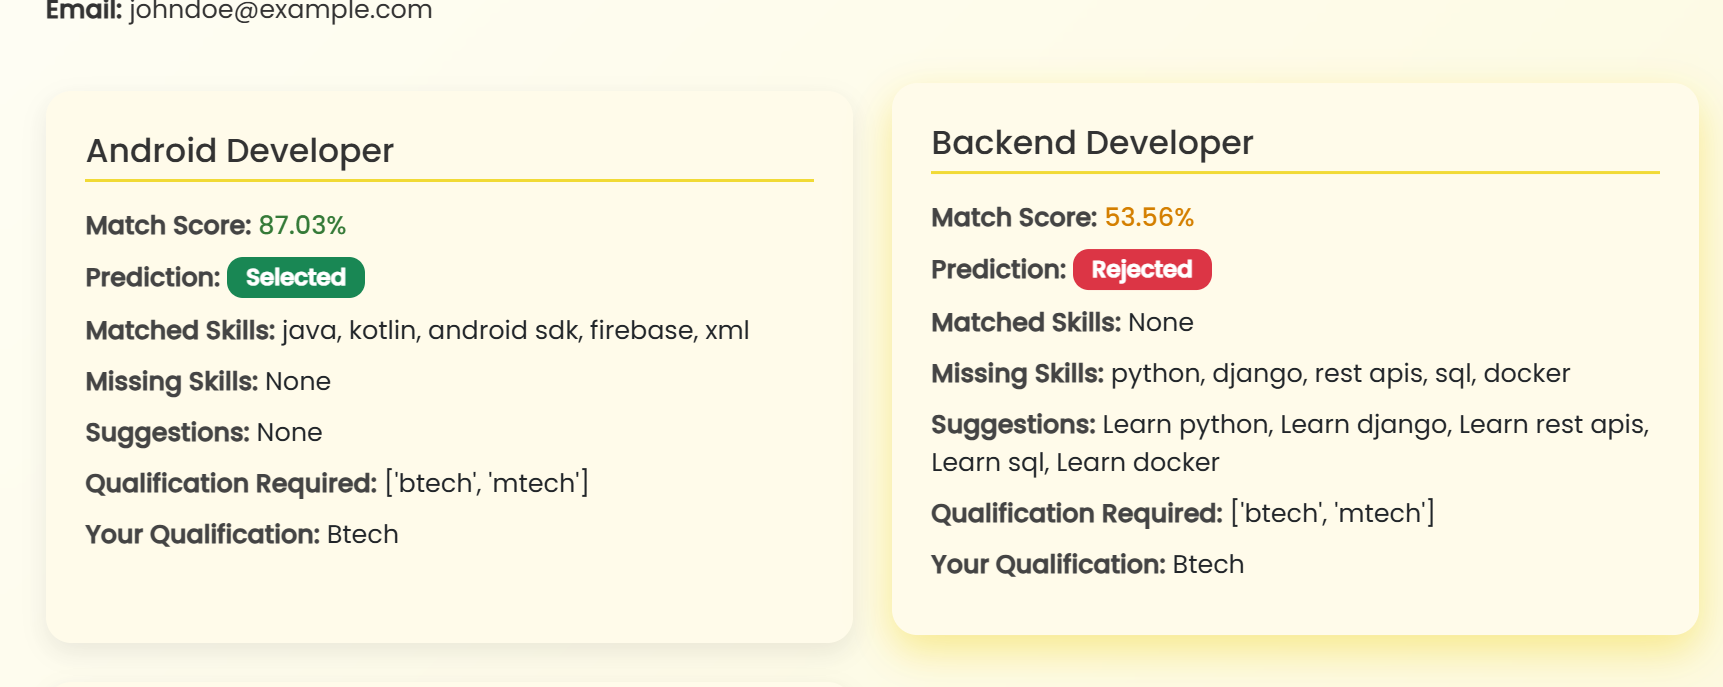 Email: johndoe@example.com
Android Developer
Match Score: 87.03%
Prediction: Selected
Matched Skills: java, kotlin, android sdk, firebase, xml
Missing Skills: None
Suggestions: None
Qualification Required: ['btech', 'mtech']
Your Qualification: Btech
Backend Developer
Match Score: 53.56%
Prediction: Rejected
Matched Skills: None
Missing Skills: python, django, rest apis, sql, docker
Suggestions: Learn python, Learn django, Learn rest apis,
Learn sql, Learn docker
Qualification Required: ['btech', 'mtech']
Your Qualification: Btech